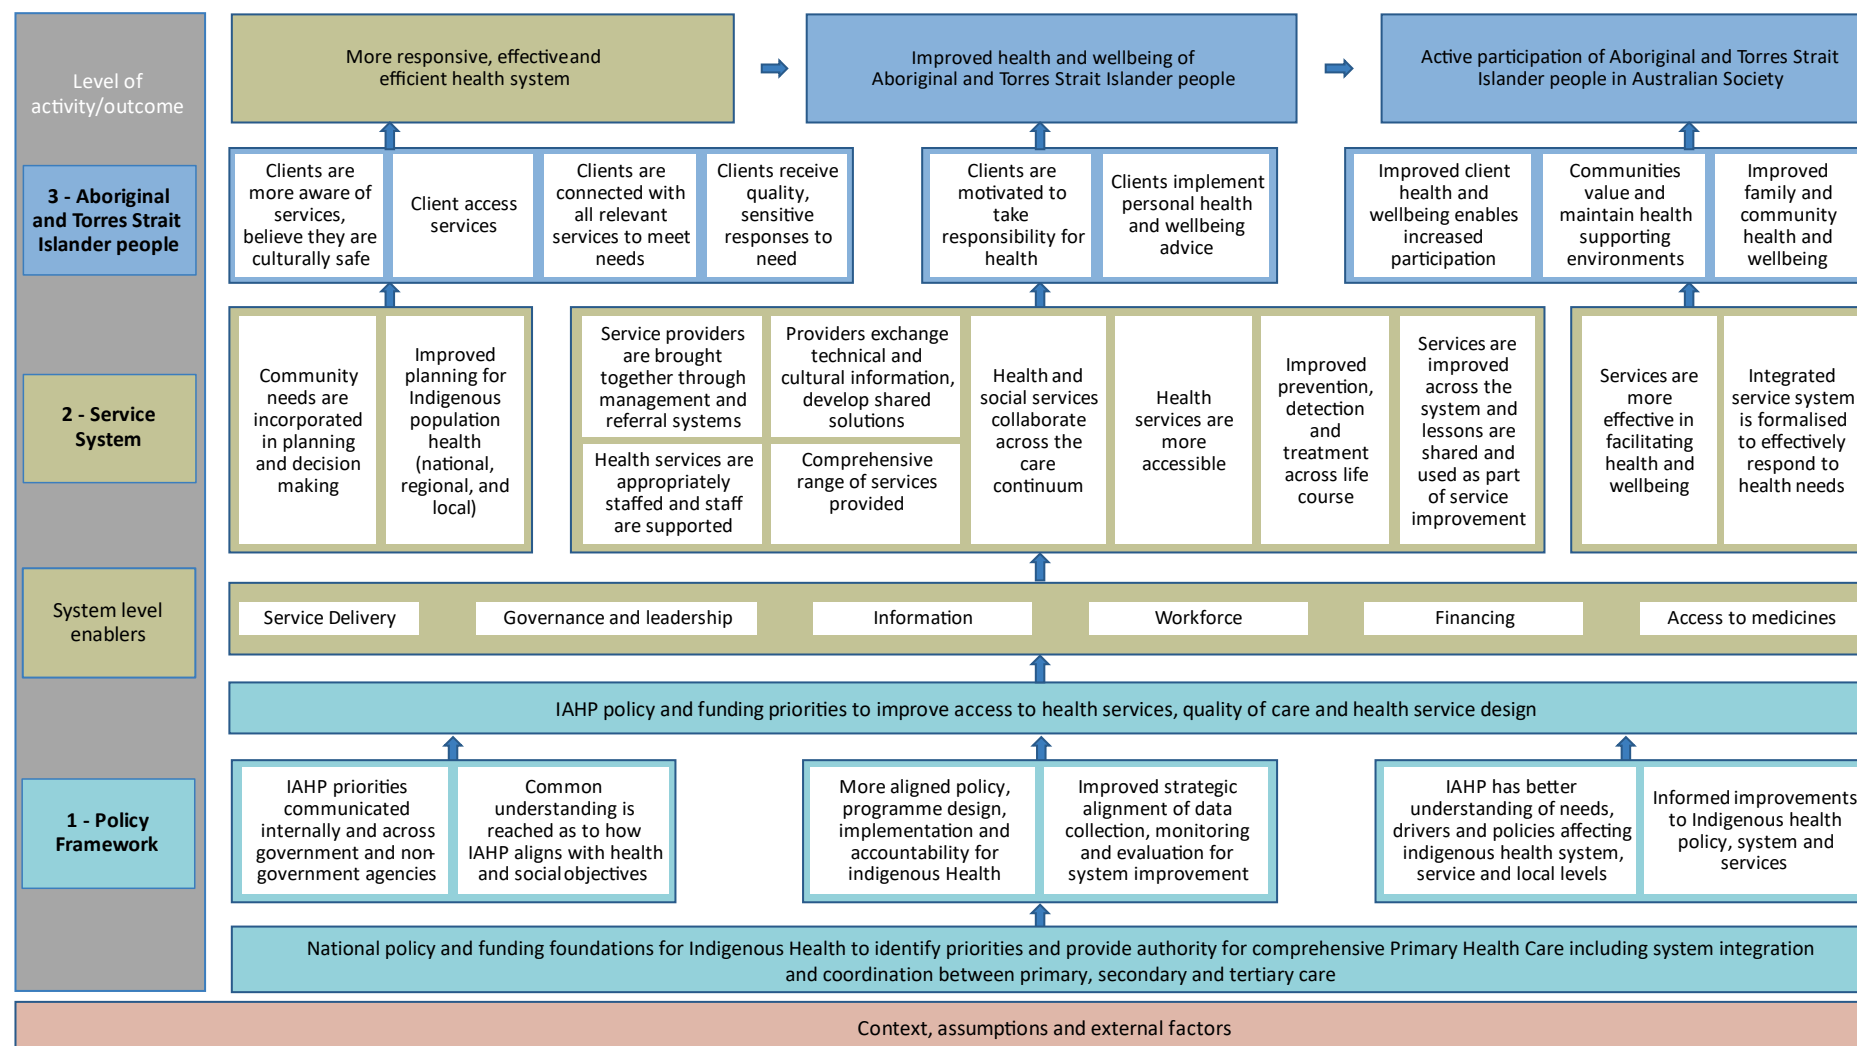 Level of
activity/outcome
More responsive, effective and
efficient health system
Improved health and wellbeing of
Aboriginal and Torres Strait Islander people
Active participation of Aboriginal and Torres Strait
Islander people in Australian Society
3 - Aboriginal
and Torres Strait
Islander people
Clients are
more aware of
services,
believe they are
culturally safe
Client access
services
Clients are
connected with
all relevant
services to meet
needs
Clients receive
quality,
sensitive
responses to
need
Clients are
motivated to
take
responsibility for
health
Clients implement
personal health
and wellbeing
advice
Improved client
health and
wellbeing enables
increased
participation
Communities
value and
maintain health
supporting
environments
Improved
family and
community
health and
wellbeing
2 - Service
System
Community
needs are
incorporated
in planning
and decision
making
Improved
planning for
Indigenous
population
health
(national,
regional, and
local)
Service providers
are brought
together through
management and
referral systems
Providers exchange
technical and
cultural information,
develop shared
solutions
Health services are
appropriately
staffed and staff
are supported
Comprehensive
range of services
provided
Health and
social services
collaborate
across the
care
continuum
Health
services are
more
accessible
Improved
prevention,
detection
and
treatment
across life
course
Services are
improved
across the
system and
lessons are
shared and
used as part
of service
improvement
Services are
more
effective in
facilitating
health and
wellbeing
Integrated
service system
is formalised
to effectively
respond to
health needs
System level
enablers
Service Delivery
Governance and leadership
Information
Workforce
Financing
Access to medicines
IAHP policy and funding priorities to improve access to health services, quality of care and health service design
1 - Policy
Framework
IAHP priorities
communicated
internally and across
government and non-
government agencies
Common
understanding is
reached as to how
IAHP aligns with health
and social objectives
More aligned policy,
programme design,
implementation and
accountability for
indigenous Health
Improved strategic
alignment of data
collection, monitoring
and evaluation for
system improvement
IAHP has better
understanding of needs,
drivers and policies affecting
indigenous health system,
service and local levels
Informed improvements
to Indigenous health
policy, system and
services
National policy and funding foundations for Indigenous Health to identify priorities and provide authority for comprehensive Primary Health Care including system integration
and coordination between primary, secondary and tertiary care
Context, assumptions and external factors